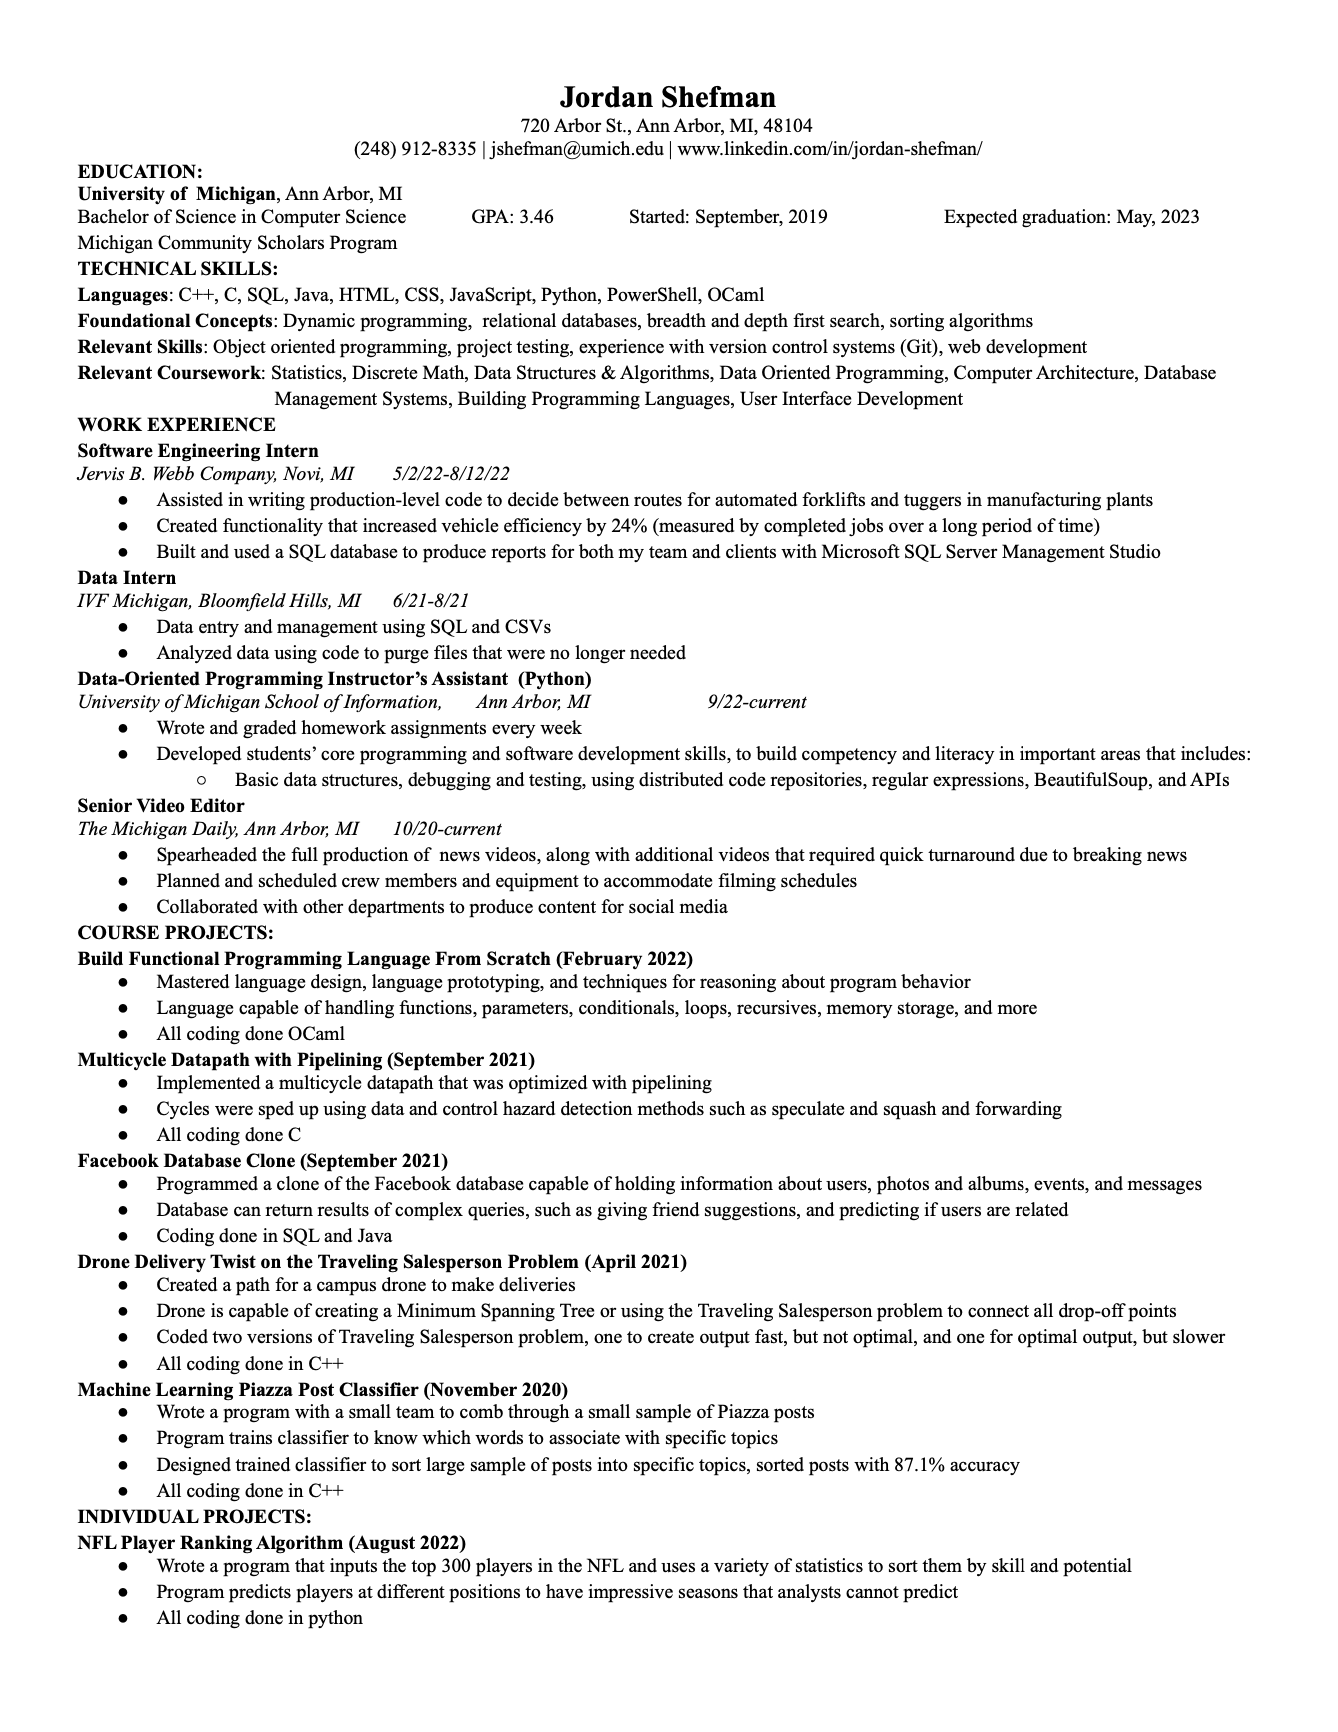 Jordan Shefman
720 Arbor St., Ann Arbor, MI, 48104
(248) 912-8335 | jshefman@umich.edu | www.linkedin.com/in/jordan-shefman/
EDUCATION:
University of Michigan, Ann Arbor, MI
Bachelor of Science in Computer Science GPA: 3.46 Started: September, 2019 Expected graduation: May, 2023
Michigan Community Scholars Program
TECHNICAL SKILLS:
Languages: C++, C, SQL, Java, HTML, CSS, JavaScript, Python, PowerShell, OCaml
Foundational Concepts: Dynamic programming, relational databases, breadth and depth first search, sorting algorithms
Relevant Skills: Object oriented programming, project testing, experience with version control systems (Git), web development
Relevant Coursework: Statistics, Discrete Math, Data Structures & Algorithms, Data Oriented Programming, Computer Architecture, Database
Management Systems, Building Programming Languages, User Interface Development
WORK EXPERIENCE
Software Engineering Intern
Jervis B. Webb Company, Novi, MI 5/2/22-8/12/22
● Assisted in writing production-level code to decide between routes for automated forklifts and tuggers in manufacturing plants
● Created functionality that increased vehicle efficiency by 24% (measured by completed jobs over a long period of time)
● Built and used a SQL database to produce reports for both my team and clients with Microsoft SQL Server Management Studio
Data Intern
IVF Michigan, Bloomfield Hills, MI 6/21-8/21
● Data entry and management using SQL and CSVs
● Analyzed data using code to purge files that were no longer needed
Data-Oriented Programming Instructor’s Assistant (Python)
University of Michigan School of Information, Ann Arbor, MI 9/22-current
● Wrote and graded homework assignments every week
● Developed students’ core programming and software development skills, to build competency and literacy in important areas that includes:
○ Basic data structures, debugging and testing, using distributed code repositories, regular expressions, BeautifulSoup, and APIs
Senior Video Editor
The Michigan Daily, Ann Arbor, MI 10/20-current
● Spearheaded the full production of news videos, along with additional videos that required quick turnaround due to breaking news
● Planned and scheduled crew members and equipment to accommodate filming schedules
● Collaborated with other departments to produce content for social media
COURSE PROJECTS:
Build Functional Programming Language From Scratch (February 2022)
● Mastered language design, language prototyping, and techniques for reasoning about program behavior
● Language capable of handling functions, parameters, conditionals, loops, recursives, memory storage, and more
● All coding done OCaml
Multicycle Datapath with Pipelining (September 2021)
● Implemented a multicycle datapath that was optimized with pipelining
● Cycles were sped up using data and control hazard detection methods such as speculate and squash and forwarding
● All coding done C
Facebook Database Clone (September 2021)
● Programmed a clone of the Facebook database capable of holding information about users, photos and albums, events, and messages
● Database can return results of complex queries, such as giving friend suggestions, and predicting if users are related
● Coding done in SQL and Java
Drone Delivery Twist on the Traveling Salesperson Problem (April 2021)
● Created a path for a campus drone to make deliveries
● Drone is capable of creating a Minimum Spanning Tree or using the Traveling Salesperson problem to connect all drop-off points
● Coded two versions of Traveling Salesperson problem, one to create output fast, but not optimal, and one for optimal output, but slower
● All coding done in C++
Machine Learning Piazza Post Classifier (November 2020)
● Wrote a program with a small team to comb through a small sample of Piazza posts
● Program trains classifier to know which words to associate with specific topics
● Designed trained classifier to sort large sample of posts into specific topics, sorted posts with 87.1% accuracy
● All coding done in C++
INDIVIDUAL PROJECTS:
NFL Player Ranking Algorithm (August 2022)
● Wrote a program that inputs the top 300 players in the NFL and uses a variety of statistics to sort them by skill and potential
● Program predicts players at different positions to have impressive seasons that analysts cannot predict
● All coding done in python